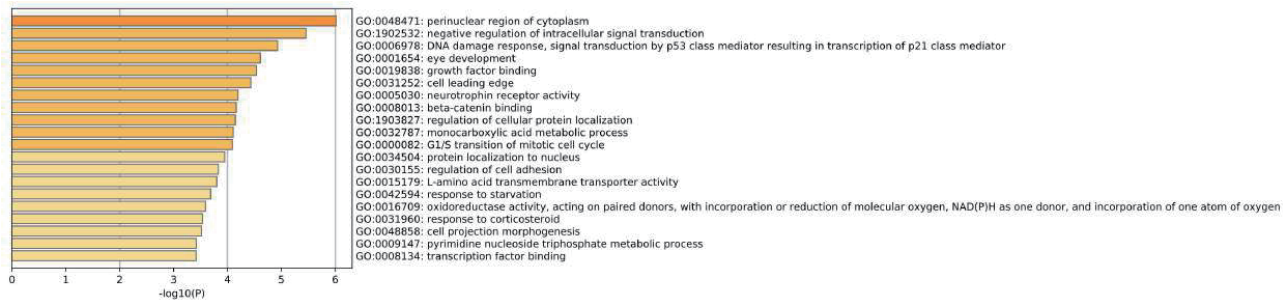 GO:0048471: perinuclear region of cytoplasm
GO:1902532: negative regulation of intracellular signal transduction
GO:0006978: DNA damage response, signal transduction by p53 class mediator resulting in transcription of p21 class mediator
GO:0001654: eye development
GO:0019838: growth factor binding
GO:0031252: cell leading edge
GO:0005030: neurotrophin receptor activity
GO:0008013: beta-catenin binding
GO:1903827: regulation of cellular protein localization
GO:0032787: monocarboxylic acid metabolic process
GO:0000082: G1/S transition of mitotic cell cycle
GO:0034504: protein localization to nucleus
GO:0030155: regulation of cell adhesion
GO:0015179: L-amino acid transmembrane transporter activity
GO:0042594: response to starvation
GO:0016709: oxidoreductase activity, acting on paired donors, with incorporation or reduction of molecular oxygen, NAD(P)H as one donor, and incorporation of one atom of oxygen
GO:0031960: response to corticosteroid
GO:0048858: cell projection morphogenesis
GO:0009147: pyrimidine nucleoside triphosphate metabolic process
GO:0008134: transcription factor binding
0 1 2 3 4 5 6
-log10(P)